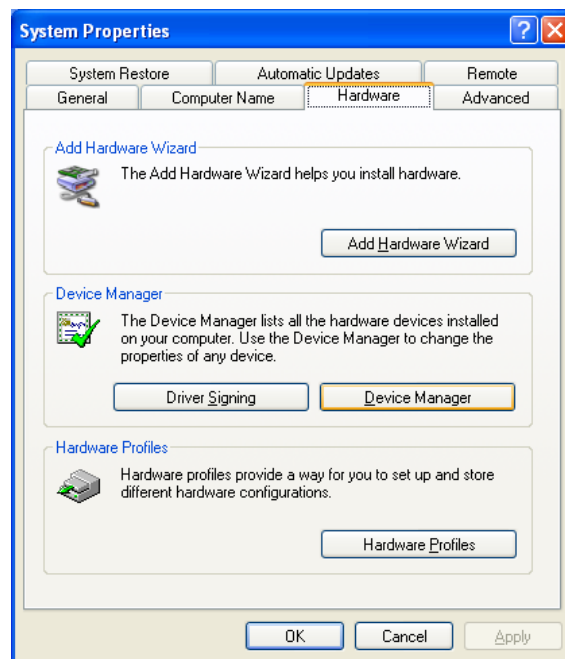 System Properties
System Restore Automatic Updates Remote
General Computer Name Hardware Advanced
Add Hardware Wizard
The Add Hardware Wizard helps you install hardware.
Add Hardware Wizard
Device Manager
The Device Manager lists all the hardware devices installed
on your computer. Use the Device Manager to change the
properties of any device.
Driver Signing Device Manager
Hardware Profiles
Hardware profiles provide a way for you to set up and store
different hardware configurations.
Hardware Profiles
OK Cancel Apply